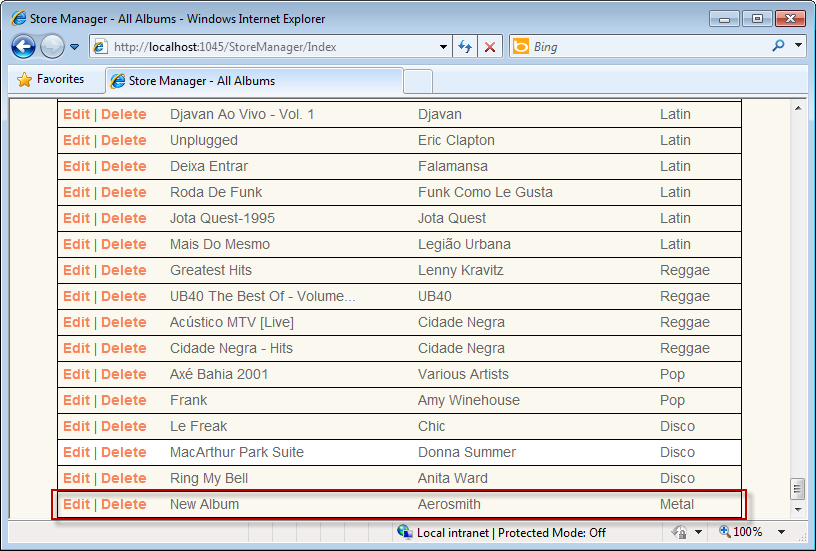 Store Manager - All Albums - Windows Internet Explorer
http://localhost:1045/StoreManager/Index
Bing
Favorites
Store Manager - All Albums
Edit | Delete Djavan Ao Vivo - Vol. 1 Djavan Latin
Edit | Delete Unplugged Eric Clapton Latin
Edit | Delete Deixa Entrar Falamansa Latin
Edit | Delete Roda De Funk Funk Como Le Gusta Latin
Edit | Delete Jota Quest-1995 Jota Quest Latin
Edit | Delete Mais Do Mesmo Legião Urbana Latin
Edit | Delete Greatest Hits Lenny Kravitz Reggae
Edit | Delete UB40 The Best Of - Volume... UB40 Reggae
Edit | Delete Acústico MTV [Live] Cidade Negra Reggae
Edit | Delete Cidade Negra - Hits Cidade Negra Reggae
Edit | Delete Axé Bahia 2001 Various Artists Pop
Edit | Delete Frank Amy Winehouse Pop
Edit | Delete Le Freak Chic Disco
Edit | Delete MacArthur Park Suite Donna Summer Disco
Edit | Delete Ring My Bell Anita Ward Disco
Edit | Delete New Album Aerosmith Metal
Local intranet | Protected Mode: Off
100%